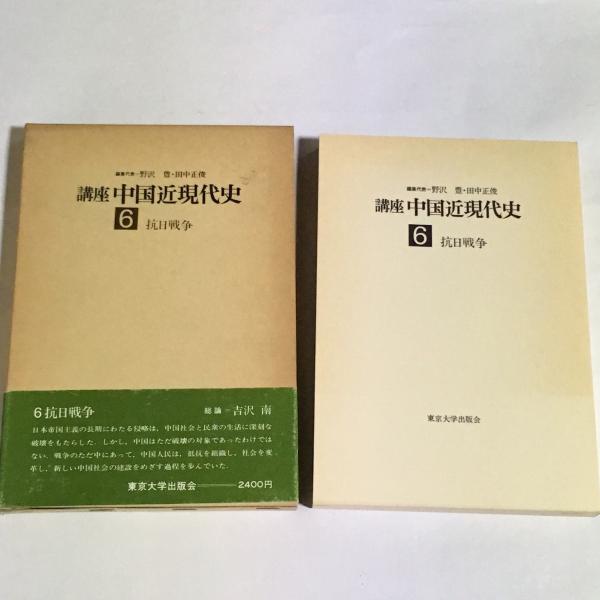 編集代表=野沢 豊・田中正俊
講座 中国近現代史
6 抗日戦争
6 抗日戦争 総論=吉沢 南
日本帝国主義の長期にわたる侵略は、中国社会と民衆の生活に深刻な
破壊をもたらした. しかし, 中国はただ破壊の対象であったわけでは
ない. 戦争のただ中にあって, 中国人民は, 抵抗を組織し, 社会を変
革し, 新しい中国社会の建設をめざす過程を歩んでいた.
東京大学出版会――2400円
編集代表=野沢 豊・田中正俊
講座 中国近現代史
6 抗日戦争
東京大学出版会